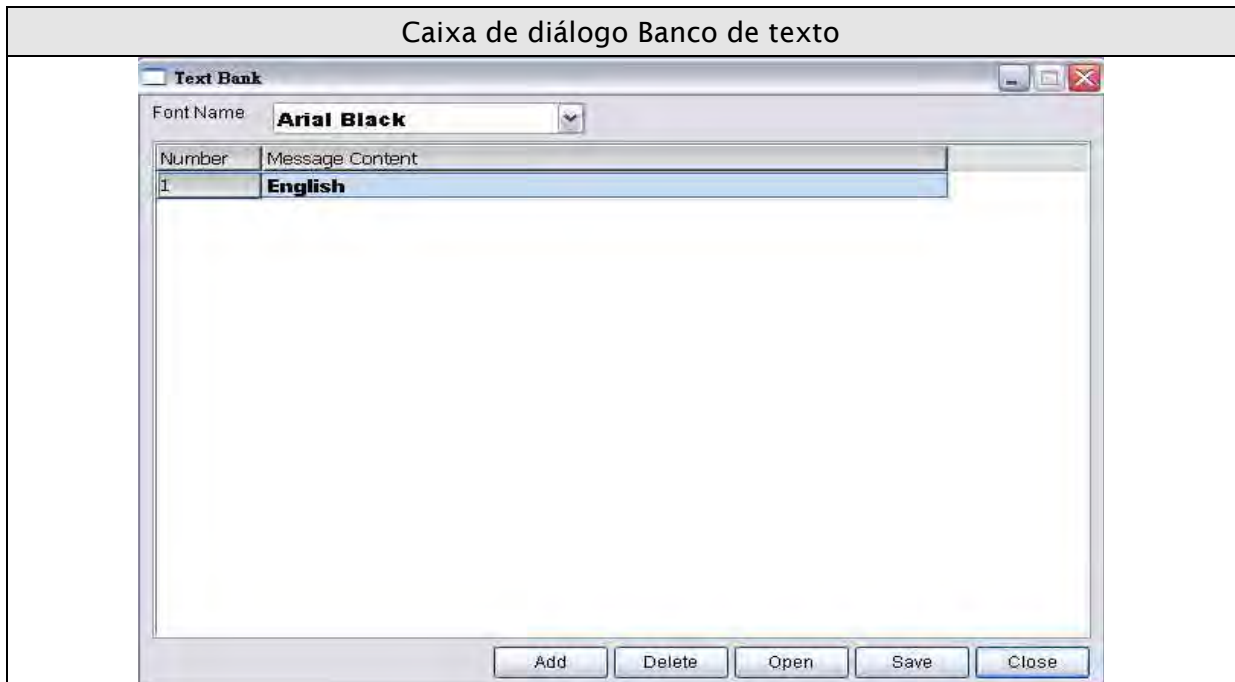 Caixa de diálogo Banco de texto
Text Bank
Font Name Arial Black
Number Message Content
1 English
Add Delete Open Save Close